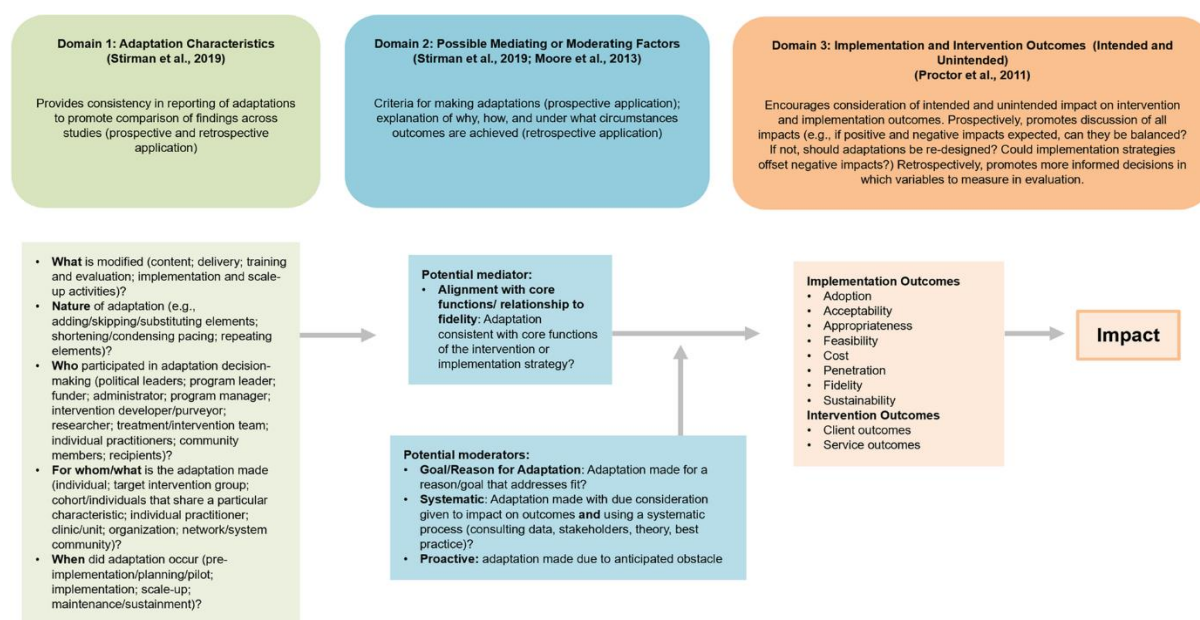 Domain 1: Adaptation Characteristics
(Stirman et al., 2019)
Provides consistency in reporting of adaptations
to promote comparison of findings across
studies (prospective and retrospective
application)
Domain 2: Possible Mediating or Moderating Factors
(Stirman et al., 2019; Moore et al., 2013)
Criteria for making adaptations (prospective application);
explanation of why, how, and under what circumstances
outcomes are achieved (retrospective application)
Domain 3: Implementation and Intervention Outcomes (Intended and
Unintended)
(Proctor et al., 2011)
Encourages consideration of intended and unintended impact on intervention
and implementation outcomes. Prospectively, promotes discussion of all
impacts (e.g., if positive and negative impacts expected, can they be balanced?
If not, should adaptations be re-designed? Could implementation strategies
offset negative impacts?) Retrospectively, promotes more informed decisions in
which variables to measure in evaluation.
• What is modified (content; delivery; training
and evaluation; implementation and scale-
up activities)?
• Nature of adaptation (e.g.,
adding/skipping/substituting elements;
shortening/condensing pacing; repeating
elements)?
• Who participated in adaptation decision-
making (political leaders; program leader;
funder; administrator; program manager;
intervention developer/purveyor;
researcher; treatment/intervention team;
individual practitioners; community
members; recipients)?
• For whom/what is the adaptation made
(individual; target intervention group;
cohort/individuals that share a particular
characteristic; individual practitioner;
clinic/unit; organization; network/system
community)?
• When did adaptation occur (pre-
implementation/planning/pilot;
implementation; scale-up;
maintenance/sustainment)?
Potential mediator:
• Alignment with core
functions/ relationship to
fidelity: Adaptation
consistent with core functions
of the intervention or
implementation strategy?
Potential moderators:
• Goal/Reason for Adaptation: Adaptation made for a
reason/goal that addresses fit?
• Systematic: Adaptation made with due consideration
given to impact on outcomes and using a systematic
process (consulting data, stakeholders, theory, best
practice)?
• Proactive: adaptation made due to anticipated obstacle
Implementation Outcomes
• Adoption
• Acceptability
• Appropriateness
• Feasibility
• Cost
• Penetration
• Fidelity
• Sustainability
Intervention Outcomes
• Client outcomes
• Service outcomes
Impact